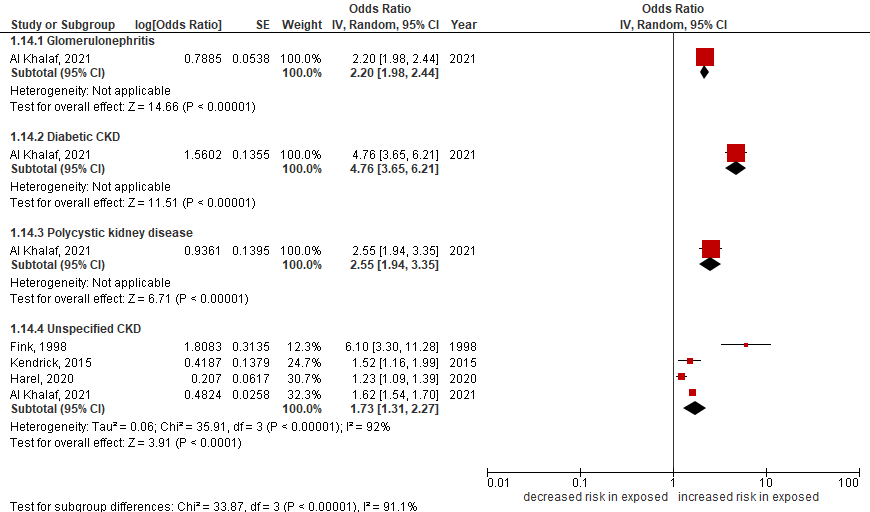 Odds Ratio Odds Ratio
Study or Subgroup log[Odds Ratio] SE Weight IV, Random, 95% CI Year IV, Random, 95% CI
1.14.1 Glomerulonephritis
Al Khalaf, 2021 0.7885 0.0538 100.0% 2.20 [1.98, 2.44] 2021
Subtotal (95% CI) 100.0% 2.20 [1.98, 2.44]
Heterogeneity: Not applicable
Test for overall effect: Z = 14.66 (P < 0.00001)
1.14.2 Diabetic CKD
Al Khalaf, 2021 1.5602 0.1355 100.0% 4.76 [3.65, 6.21] 2021
Subtotal (95% CI) 100.0% 4.76 [3.65, 6.21]
Heterogeneity: Not applicable
Test for overall effect: Z = 11.51 (P < 0.00001)
1.14.3 Polycystic kidney disease
Al Khalaf, 2021 0.9361 0.1395 100.0% 2.55 [1.94, 3.35] 2021
Subtotal (95% CI) 100.0% 2.55 [1.94, 3.35]
Heterogeneity: Not applicable
Test for overall effect: Z = 6.71 (P < 0.00001)
1.14.4 Unspecified CKD
Fink, 1998 1.8083 0.3135 12.3% 6.10 [3.30, 11.28] 1998
Kendrick, 2015 0.4187 0.1379 24.7% 1.52 [1.16, 1.99] 2015
Harel, 2020 0.207 0.0617 30.7% 1.23 [1.09, 1.39] 2020
Al Khalaf, 2021 0.4824 0.0258 32.3% 1.62 [1.54, 1.70] 2021
Subtotal (95% CI) 100.0% 1.73 [1.31, 2.27]
Heterogeneity: Tau² = 0.06; Chi² = 35.91, df = 3 (P < 0.00001); I² = 92%
Test for overall effect: Z = 3.91 (P < 0.0001)
0.01 0.1 1 10 100
decreased risk in exposed increased risk in exposed
Test for subgroup differences: Chi² = 33.87, df = 3 (P < 0.00001), I² = 91.1%